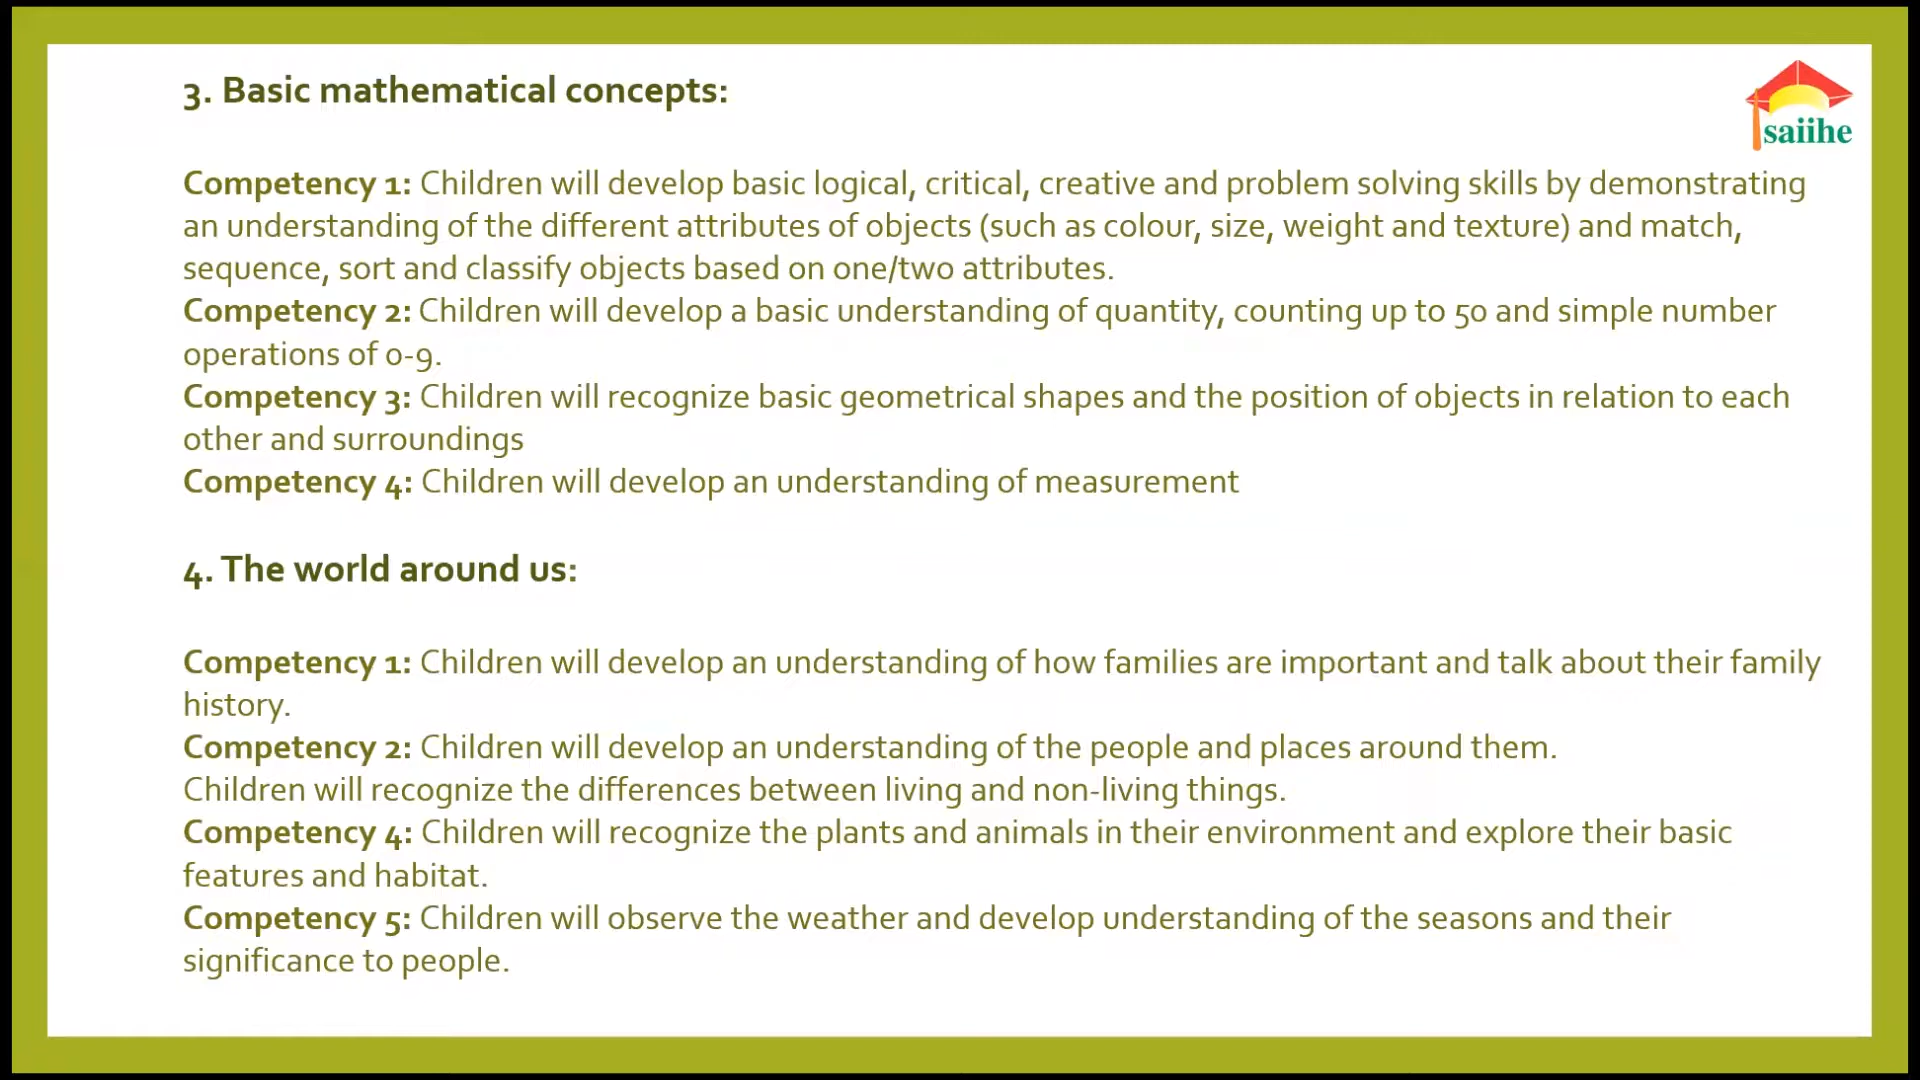 3. Basic mathematical concepts:
saiihe
Competency 1: Children will develop basic logical, critical, creative and problem solving skills by demonstrating
an understanding of the different attributes of objects (such as colour, size, weight and texture) and match,
sequence, sort and classify objects based on one/two attributes.
Competency 2: Children will develop a basic understanding of quantity, counting up to 50 and simple number
operations of 0-9.
Competency 3: Children will recognize basic geometrical shapes and the position of objects in relation to each
other and surroundings
Competency 4: Children will develop an understanding of measurement
4. The world around us:
Competency 1: Children will develop an understanding of how families are important and talk about their family
history.
Competency 2: Children will develop an understanding of the people and places around them.
Children will recognize the differences between living and non-living things.
Competency 4: Children will recognize the plants and animals in their environment and explore their basic
features and habitat.
Competency 5: Children will observe the weather and develop understanding of the seasons and their
significance to people.